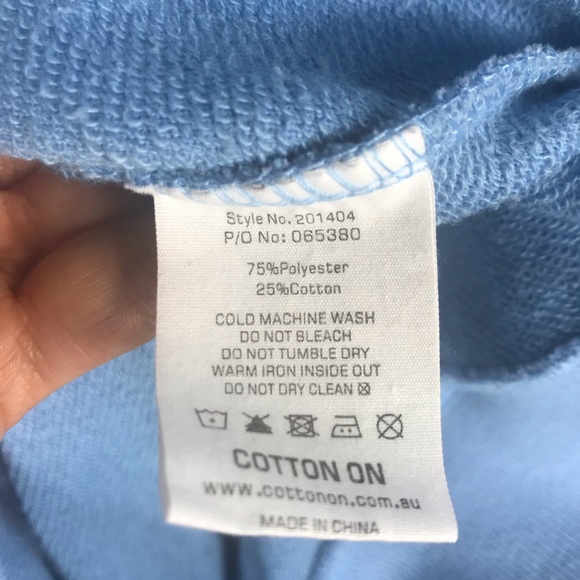 Style No. 201404
P/O No: 065380
75%Polyester
25%Cotton
COLD MACHINE WASH
DO NOT BLEACH
DO NOT TUMBLE DRY
WARM IRON INSIDE OUT
DO NOT DRY CLEAN
COTTON ON
www.cottonon.com.au
MADE IN CHINA